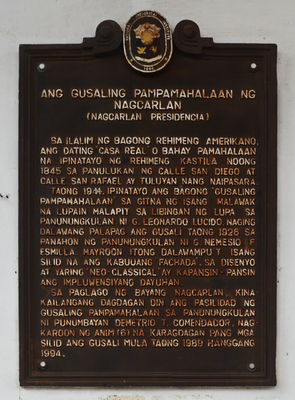 ANG GUSALING PAMPAMAHALAAN NG
NAGCARLAN
(NAGCARLAN PRESIDENCIA)
SA ILALIM NG BAGONG REHIMENG AMERIKANO,
ANG DATING CASA REAL O BAHAY PAMAHALAAN
NA IPINATAYO NG REHIMENG KASTILA NOONG
1845 SA PANULUKAN NG CALLE SAN DIEGO AT
CALLE SAN RAFAEL AY TULUYAN NANG NAIPASARA.
TAONG 1914, IPINATAYO ANG BAGONG GUSALING
PAMPAMAHALAAN SA GITNA NG ISANG MALAWAK
NA LUPAIN MALAPIT SA LIBINGAN NG LUPA SA
PANUNUNGKULAN NI G. LEONARDO LUCIDO. NAGING
DALAWANG PALAPAG ANG GUSALI TAONG 1926 SA
PANAHON NG PANUNUNGKULAN NI G. NEMESIO F.
ESMILLA. MAYROON ITONG DALAWAMPU'T ISANG
SILID NA ANG KABUUANG PACHADA, SA DISENYO
AT YARING "NEO-CLASSICAL" AY KAPANSIN-PANSIN
ANG IMPLUWENSIYANG DAYUHAN.
SA PAGLAGO NG BAYANG NAGCARLAN, KINA-
KAILANGANG DAGDAGAN DIN ANG PASILIDAD NG
GUSALING PAMPAMAHALAAN. SA PANUNUNGKULAN
NI PUNUMBAYAN DEMETRIO T. COMENDADOR, NAG-
KAROON NG ANIM (6) NA KARAGDAGAN PANG MGA
SILID ANG GUSALI MULA TAONG 1989 HANGGANG
1994.